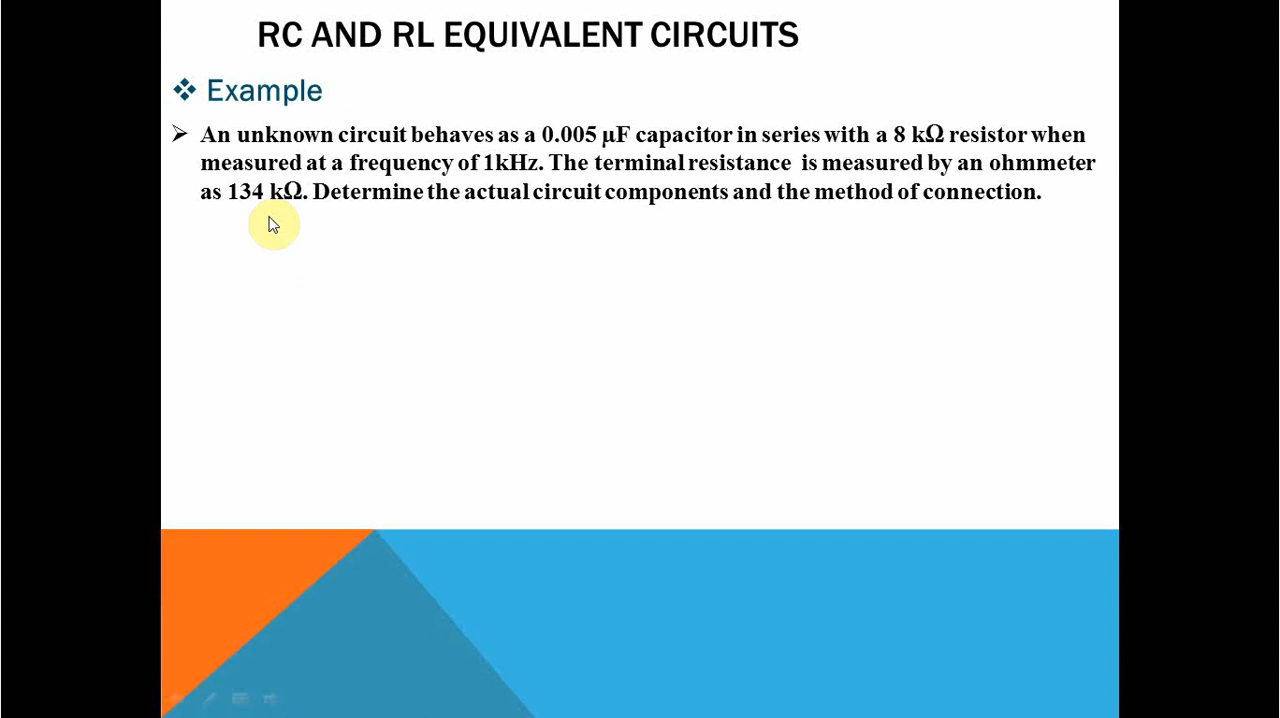 RC AND RL EQUIVALENT CIRCUITS
Example
An unknown circuit behaves as a 0.005 µF capacitor in series with a 8 kΩ resistor when
measured at a frequency of 1kHz. The terminal resistance is measured by an ohmmeter
as 134 kΩ. Determine the actual circuit components and the method of connection.